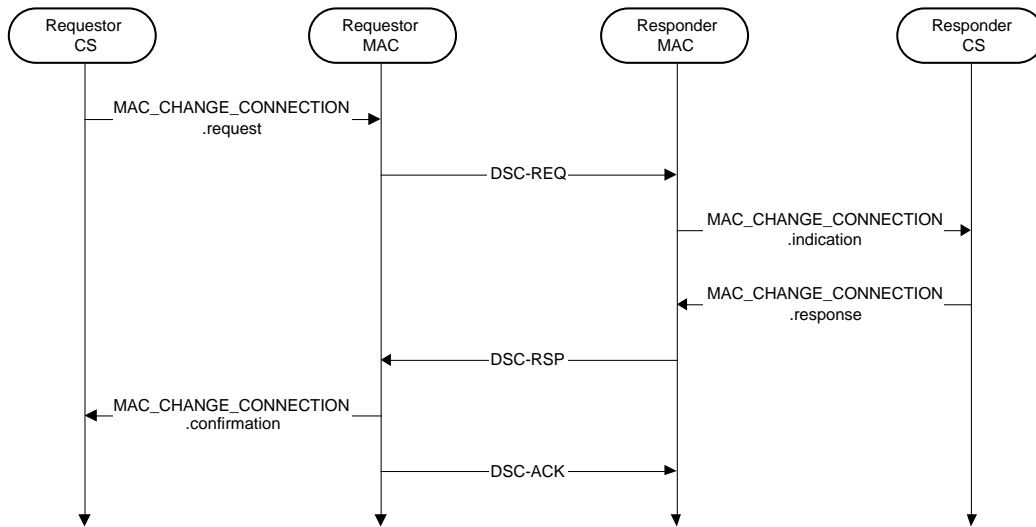 Requestor
CS
Requestor
MAC
Responder
MAC
Responder
CS
MAC_CHANGE_CONNECTION
.request
DSC-REQ
MAC_CHANGE_CONNECTION
.indication
MAC_CHANGE_CONNECTION
.response
DSC-RSP
MAC_CHANGE_CONNECTION
.confirmation
DSC-ACK